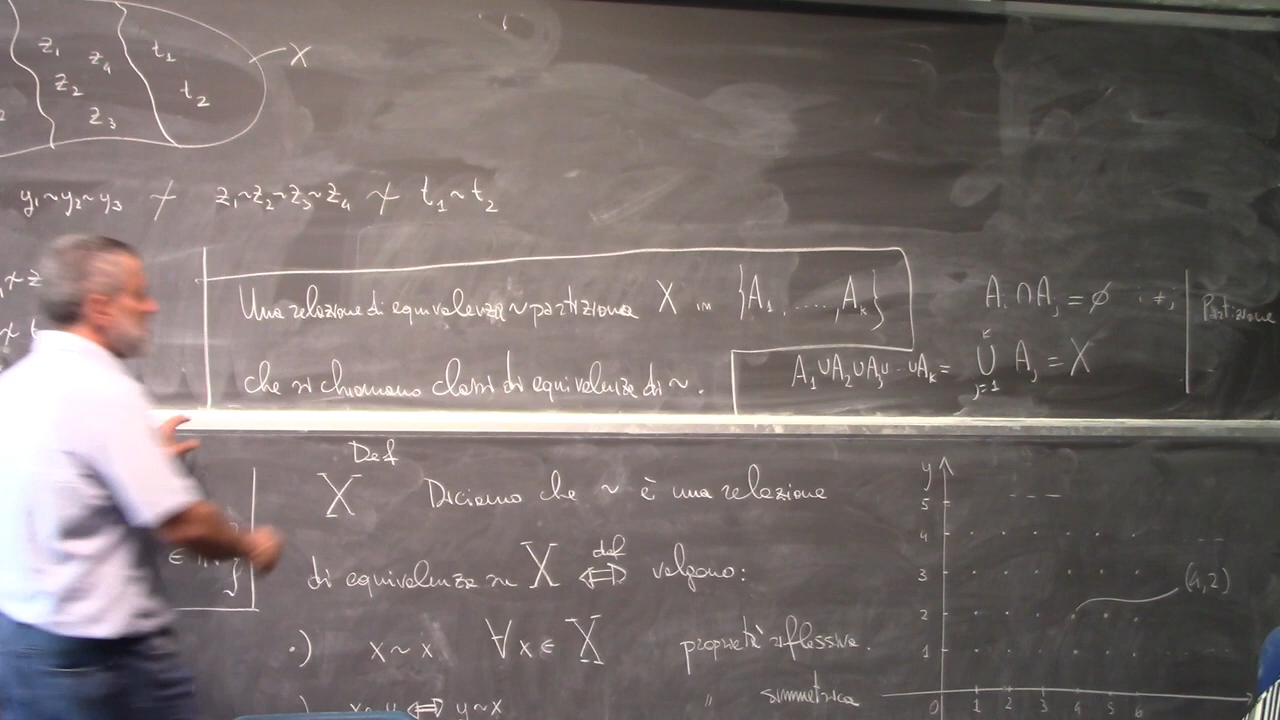 z₁ z₄ t₁ X
z₂ t₂
z₃
y₁~y₂~y₃ ≁ z₁~z₂~z₃~z₄ ≁ t₁~t₂
Una relazione di equivalenza ~ partiziona X in {A₁, ...., Aₖ}
che si chiamano classi di equivalenza di ~.
Aᵢ ∩ Aⱼ = ∅ i≠j
A₁∪A₂∪A₃∪..∪Aₖ = ⋃ⱼ₌₁ᵏ Aⱼ = X
Partizione
Def
X Diciamo che ~ è una relazione
di equivalenza su X ⇔ def valgono:
.) x~x ∀x∈X proprietà riflessiva.
) x~y ⇔ y~x " simmetrica
y
5
4
3 (4,2)
2
1
0 1 2 3 4 5 6